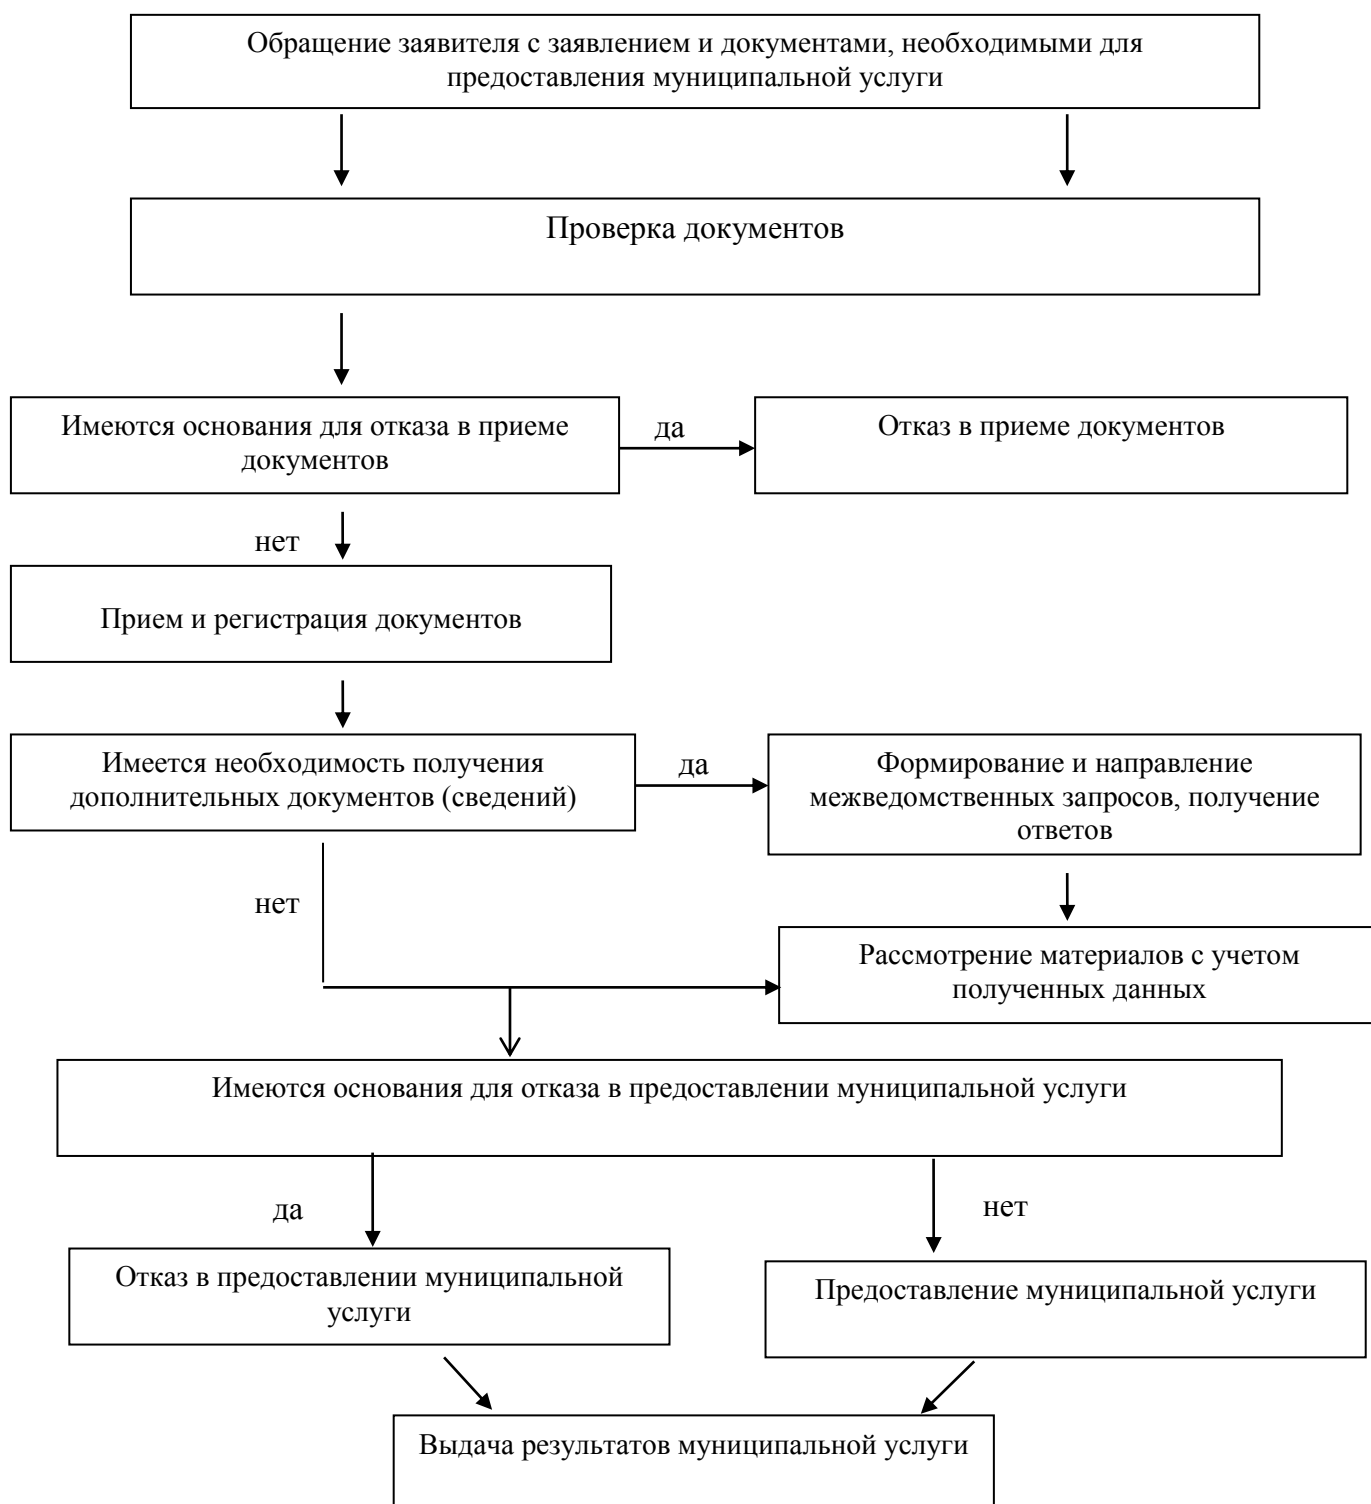 Обращение заявителя с заявлением и документами, необходимыми для
предоставления муниципальной услуги
Проверка документов
Имеются основания для отказа в приеме
документов
да
Отказ в приеме документов
нет
Прием и регистрация документов
Имеется необходимость получения
дополнительных документов (сведений)
да
Формирование и направление
межведомственных запросов, получение
ответов
нет
Рассмотрение материалов с учетом
полученных данных
Имеются основания для отказа в предоставлении муниципальной услуги
да
нет
Отказ в предоставлении муниципальной
услуги
Предоставление муниципальной услуги
Выдача результатов муниципальной услуги